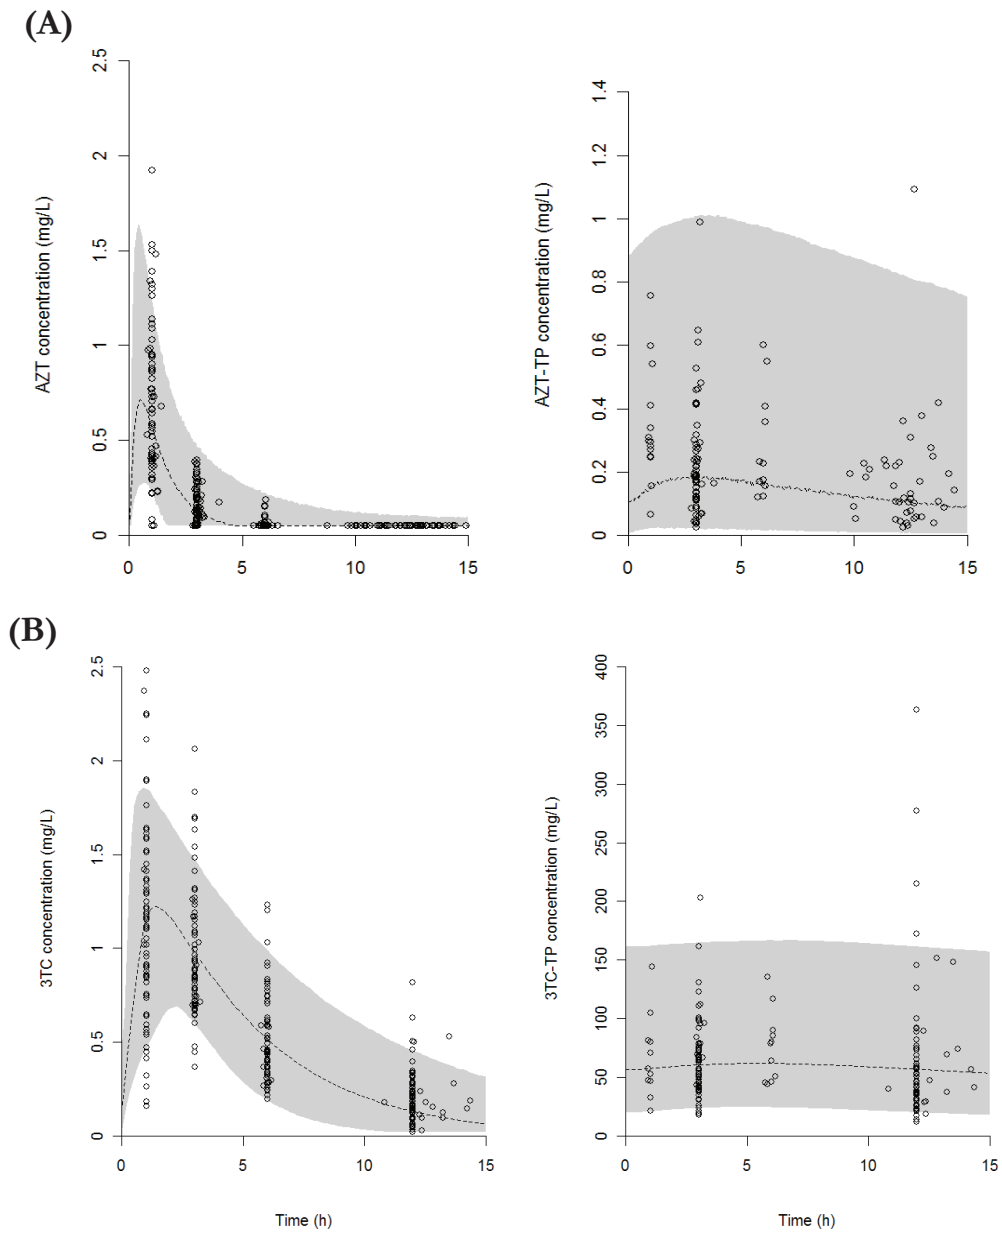 (A)
AZT concentration (mg/L)
2.5
2
1.5
1
0.5
0
0 5 10 15
AZT-TP concentration (mg/L)
1.4
1.2
1
0.8
0.6
0.4
0.2
0
0 5 10 15
(B)
3TC concentration (mg/L)
2.5
2
1.5
1
0.5
0
0 5 10 15
Time (h)
3TC-TP concentration (mg/L)
400
350
300
250
200
150
100
50
0
0 5 10 15
Time (h)